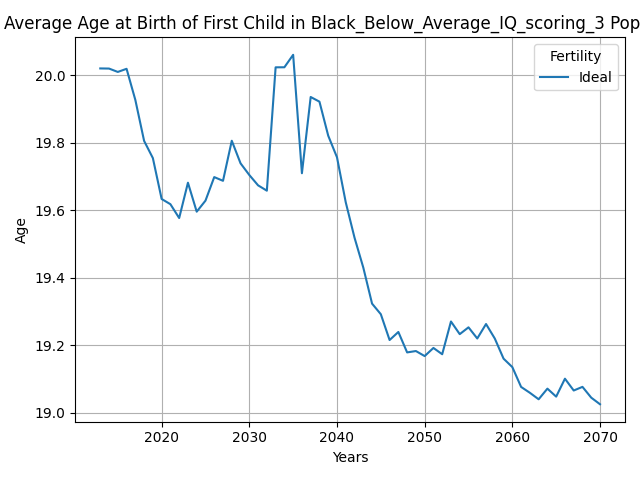 Average Age at Birth of First Child in Black_Below_Average_IQ_scoring_3 Pop
Fertility
Ideal
20.0
19.8
19.6
19.4
19.2
19.0
Age
2020 2030 2040 2050 2060 2070
Years